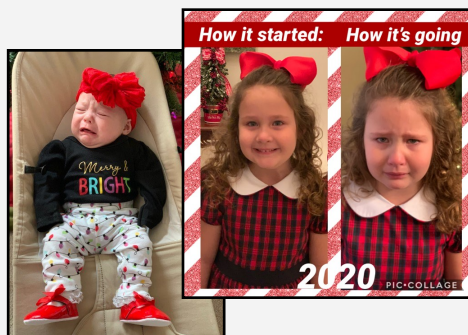 How it started:
How it's going
Merry &
BRIGHT
2020
PIC•COLLAGE